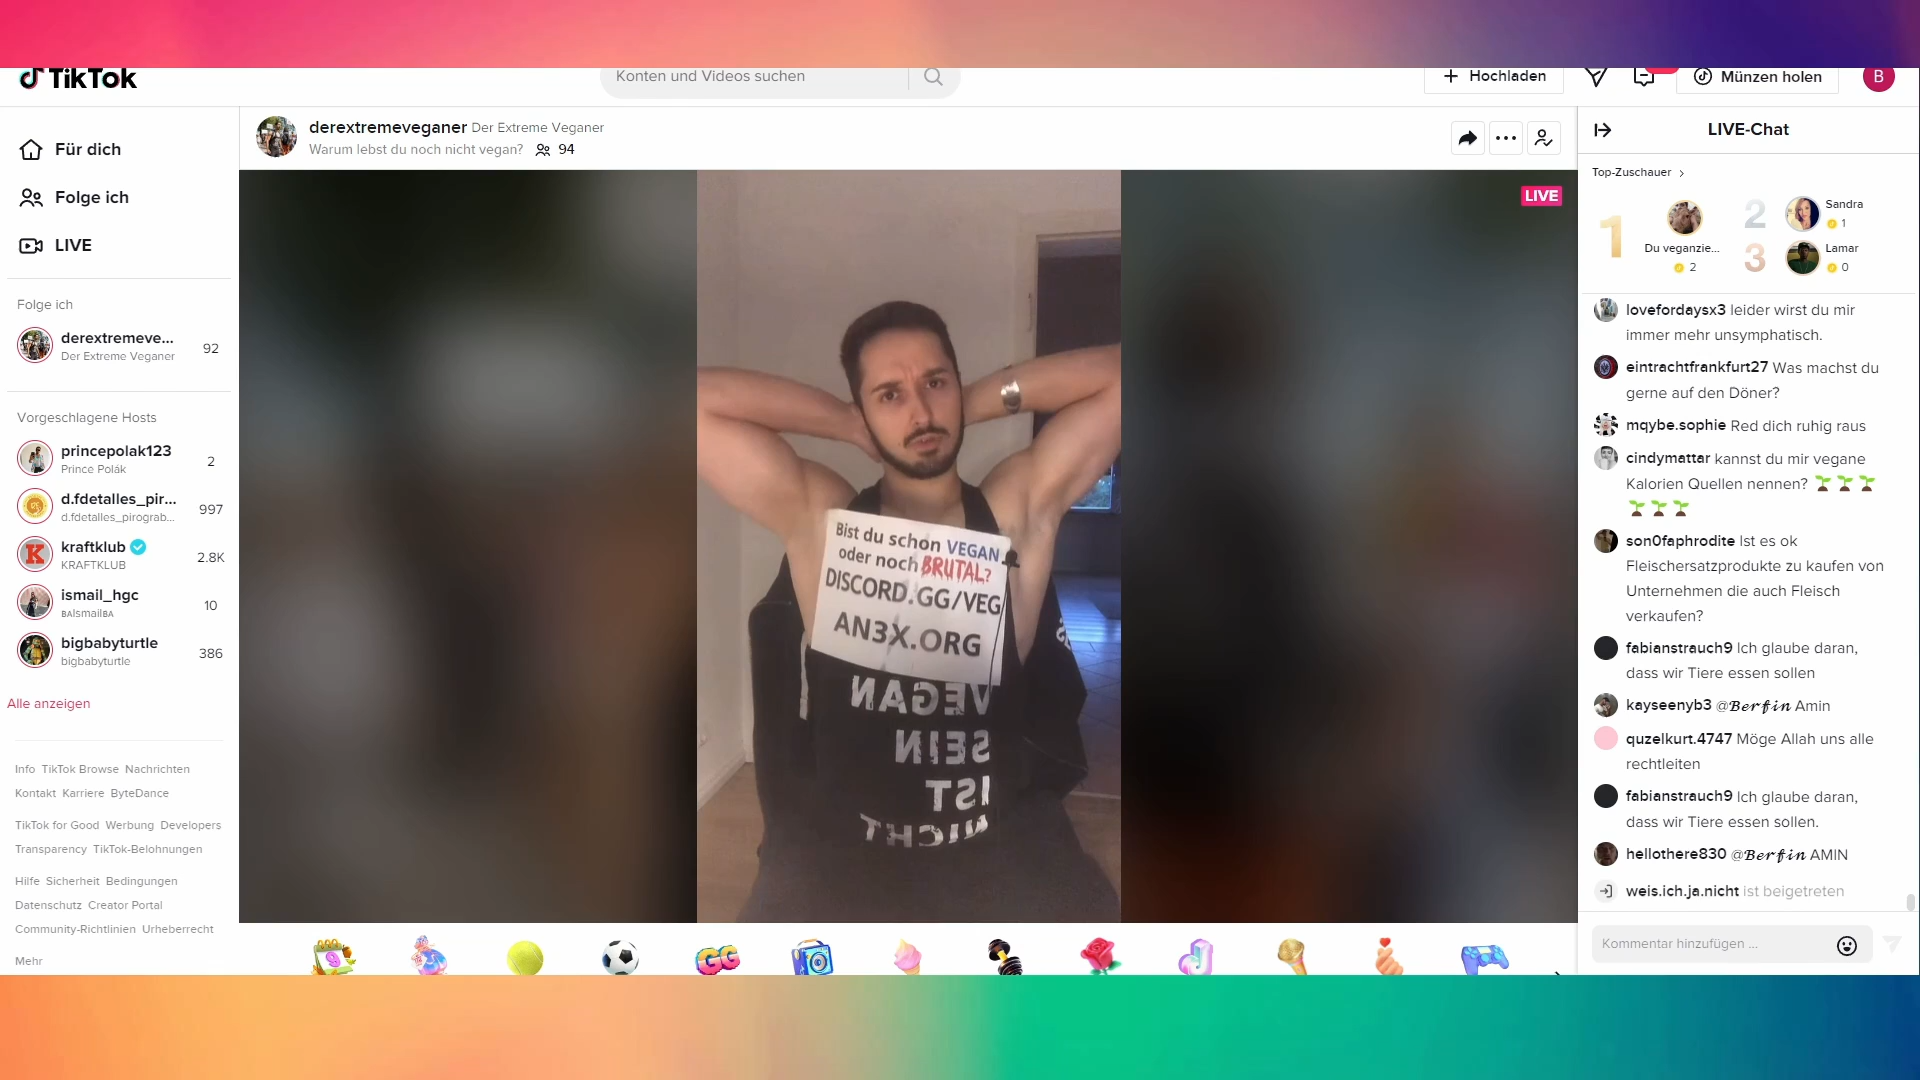 TikTok
Konten und Videos suchen
Hochladen
Münzen holen
B
Für dich
Folge ich
LIVE
Folge ich
derextremeve...
Der Extreme Veganer
92
Vorgeschlagene Hosts
princepolak123
Prince Polák
2
d.fdetalles_pir...
d.fdetalles_pirograb...
997
kraftklub
KRAFTKLUB
2.8K
ismail_hgc
ʙᴀIsmailʙᴀ
10
bigbabyturtle
bigbabyturtle
386
Alle anzeigen
Info TikTok Browse Nachrichten
Kontakt Karriere ByteDance
TikTok for Good Werbung Developers
Transparency TikTok-Belohnungen
Hilfe Sicherheit Bedingungen
Datenschutz Creator Portal
Community-Richtlinien Urheberrecht
Mehr
derextremeveganer Der Extreme Veganer
Warum lebst du noch nicht vegan? 94
LIVE
Bist du schon VEGAN
oder noch BRUTAL?
DISCORD.GG/VEG
AN3X.ORG
VEGAN
SEIN
IST
NICHT
GG
LIVE-Chat
Top-Zuschauer
1
Du veganzie...
2
2
Sandra
1
3
Lamar
0
lovefordaysx3 leider wirst du mir
immer mehr unsymphatisch.
eintrachtfrankfurt27 Was machst du
gerne auf den Döner?
mqybe.sophie Red dich ruhig raus
cindymattar kannst du mir vegane
Kalorien Quellen nennen? 🌱🌱🌱
🌱🌱🌱
son0faphrodite Ist es ok
Fleischersatzprodukte zu kaufen von
Unternehmen die auch Fleisch
verkaufen?
fabianstrauch9 Ich glaube daran,
dass wir Tiere essen sollen
kayseenyb3 @𝓑𝓮𝓻𝓯𝓲𝓷 Amin
quzelkurt.4747 Möge Allah uns alle
rechtleiten
fabianstrauch9 Ich glaube daran,
dass wir Tiere essen sollen.
hellothere830 @𝓑𝓮𝓻𝓯𝓲𝓷 AMIN
weis.ich.ja.nicht ist beigetreten
Kommentar hinzufügen ...